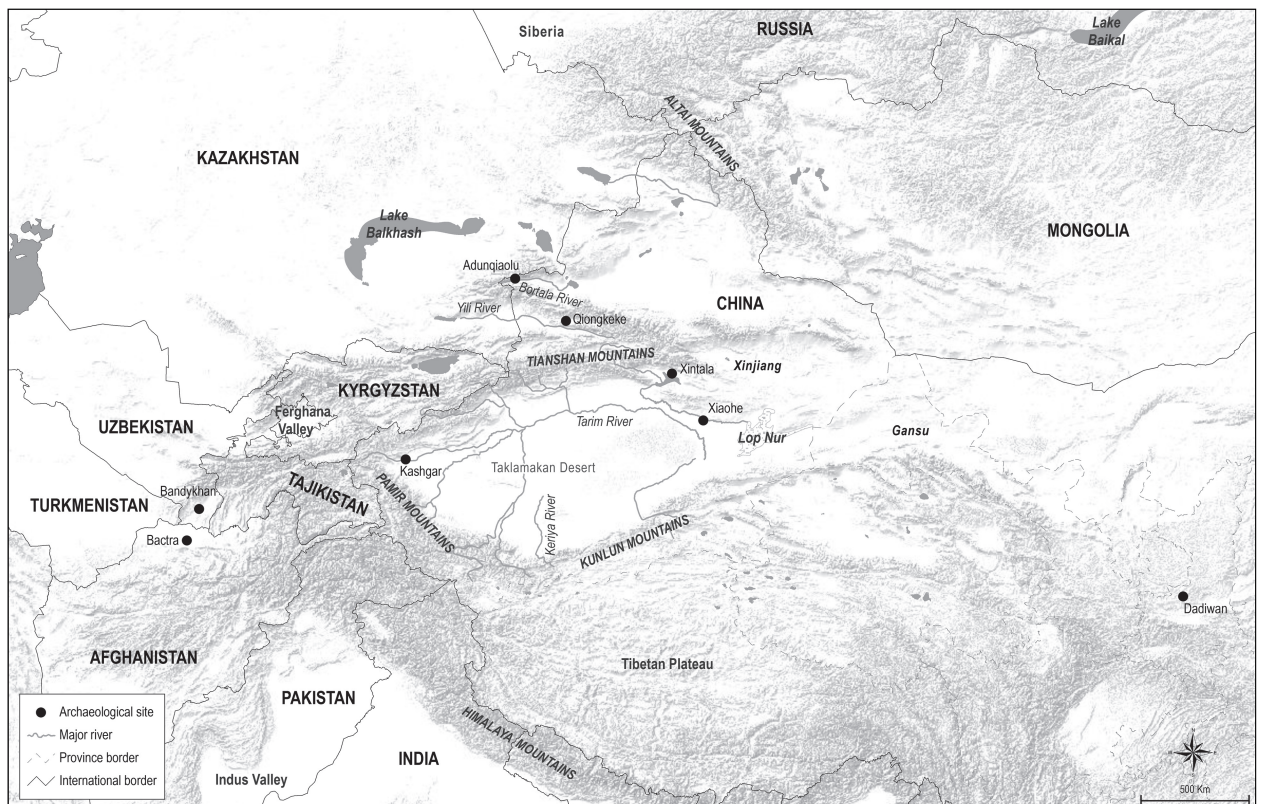 Siberia
RUSSIA
Lake
Baikal
ALTAI MOUNTAINS
KAZAKHSTAN
Lake
Balkhash
MONGOLIA
Adunqiaolu
Bortala River
CHINA
Yili River
Qiongkeke
TIANSHAN MOUNTAINS
Xintala
Xinjiang
KYRGYZSTAN
Ferghana
Valley
Xiaohe
UZBEKISTAN
Tarim River
Lop Nur
Gansu
Kashgar
Taklamakan Desert
TAJIKISTAN
PAMIR MOUNTAINS
Bandykhan
TURKMENISTAN
Keriya River
KUNLUN MOUNTAINS
Bactra
Dadiwan
AFGHANISTAN
Tibetan Plateau
PAKISTAN
HIMALAYA MOUNTAINS
INDIA
Indus Valley
Archaeological site
Major river
Province border
International border
500 Km